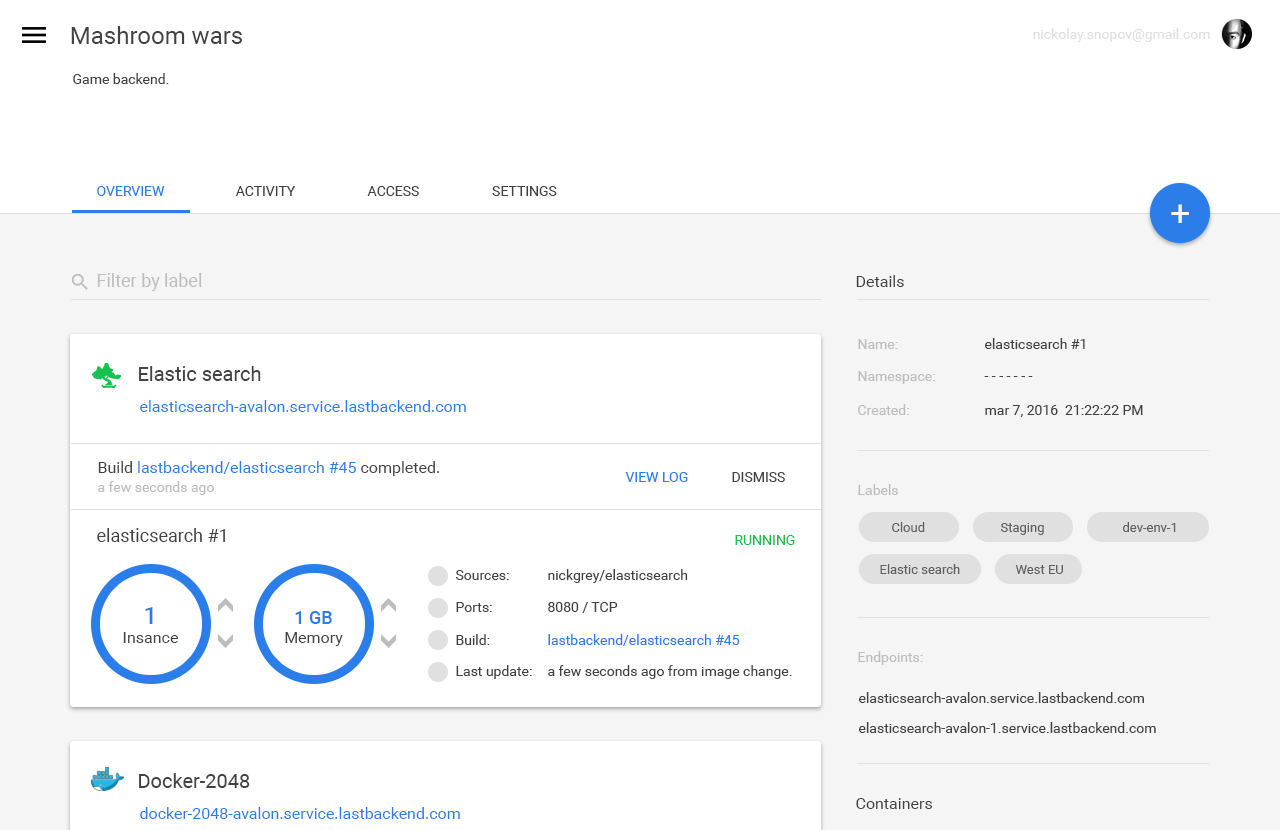 Mashroom wars
nickolay.snopov@gmail.com
Game backend.
OVERVIEW
ACTIVITY
ACCESS
SETTINGS
+
Filter by label
Elastic search
elasticsearch-avalon.service.lastbackend.com
Build lastbackend/elasticsearch #45 completed.
a few seconds ago
VIEW LOG
DISMISS
elasticsearch #1
RUNNING
1
Insance
1 GB
Memory
Sources: nickgrey/elasticsearch
Ports: 8080 / TCP
Build: lastbackend/elasticsearch #45
Last update: a few seconds ago from image change.
Docker-2048
docker-2048-avalon.service.lastbackend.com
Details
Name: elasticsearch #1
Namespace: - - - - - - -
Created: mar 7, 2016 21:22:22 PM
Labels
Cloud
Staging
dev-env-1
Elastic search
West EU
Endpoints:
elasticsearch-avalon.service.lastbackend.com
elasticsearch-avalon-1.service.lastbackend.com
Containers